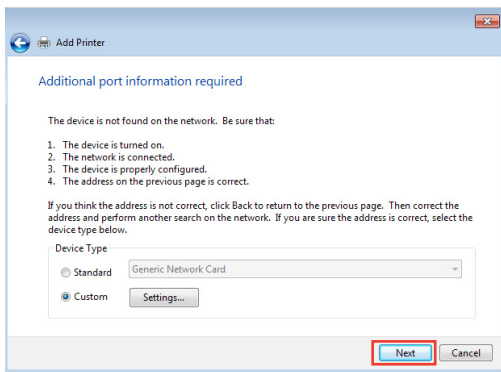 Add Printer
Additional port information required
The device is not found on the network. Be sure that:
1. The device is turned on.
2. The network is connected.
3. The device is properly configured.
4. The address on the previous page is correct.
If you think the address is not correct, click Back to return to the previous page. Then correct the
address and perform another search on the network. If you are sure the address is correct, select the
device type below.
Device Type
Standard Generic Network Card
Custom Settings...
Next Cancel